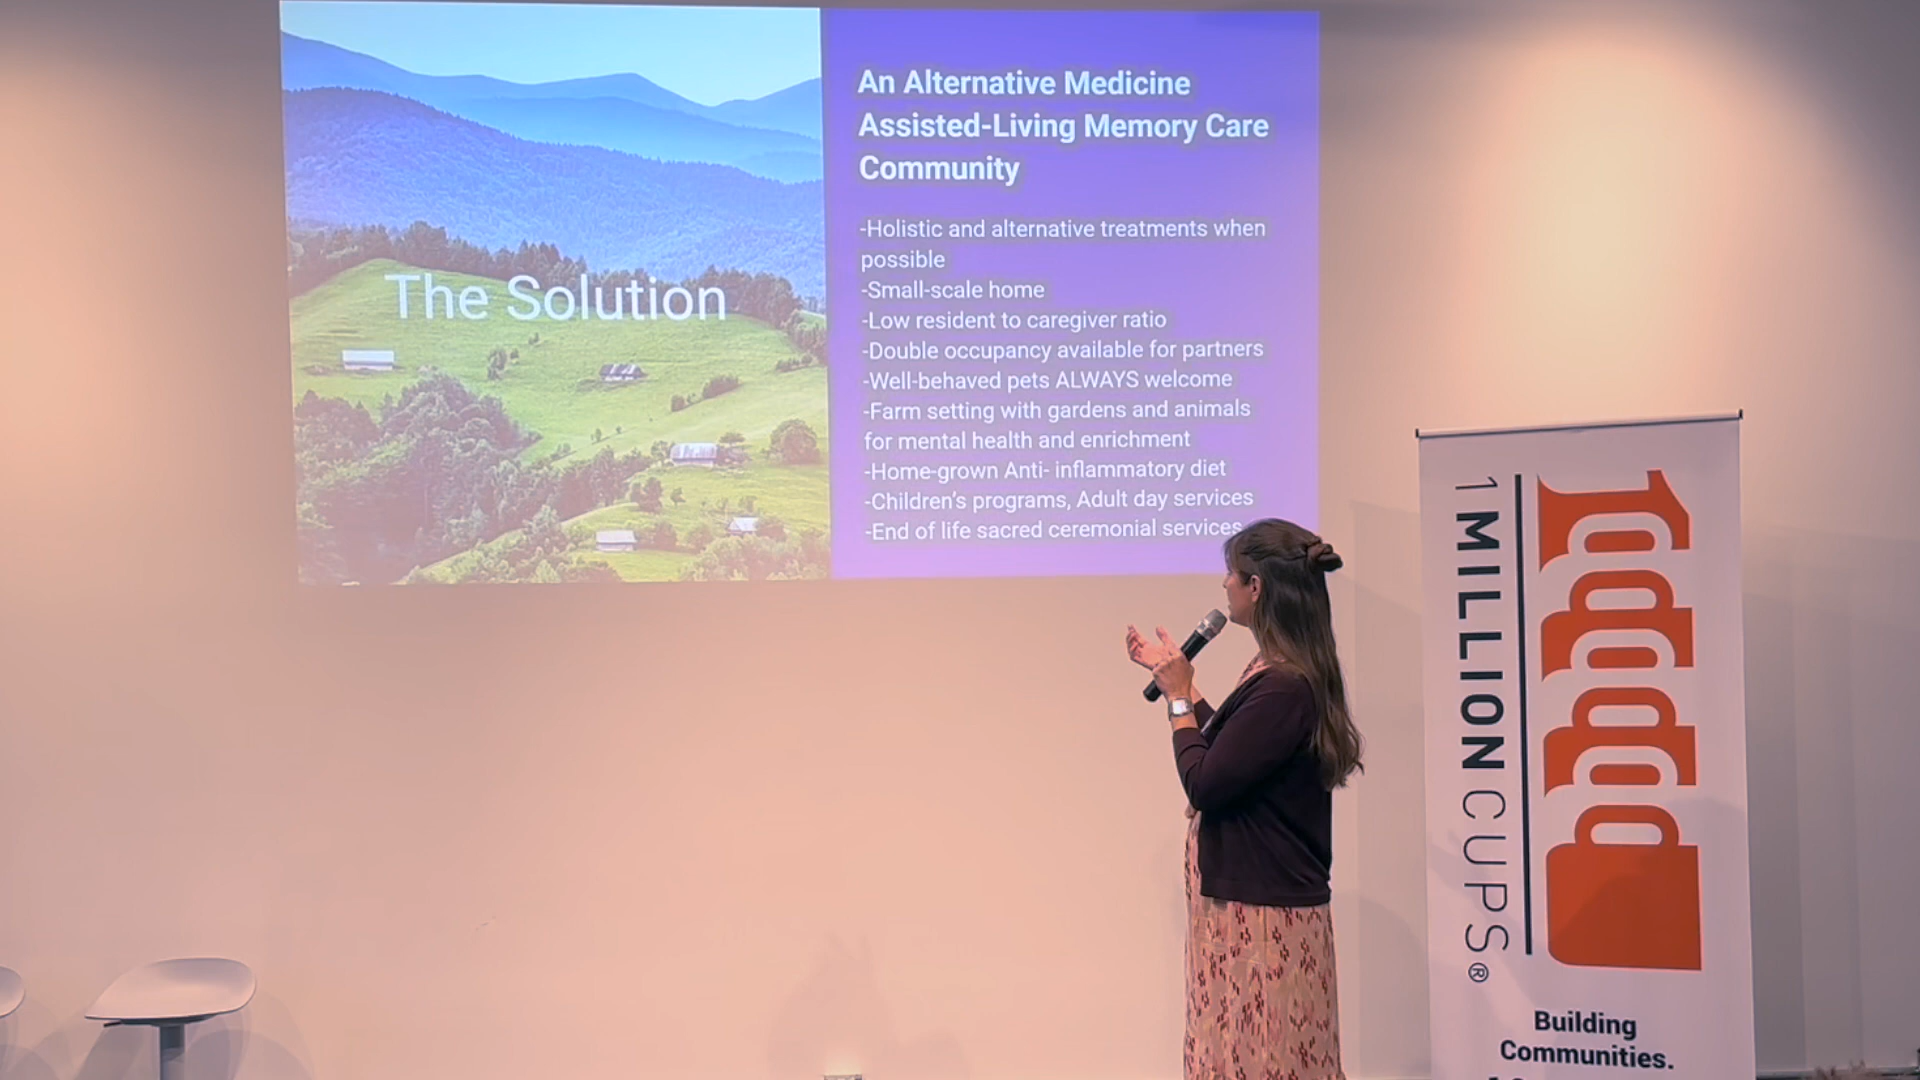 The Solution
An Alternative Medicine
Assisted-Living Memory Care
Community
-Holistic and alternative treatments when
possible
-Small-scale home
-Low resident to caregiver ratio
-Double occupancy available for partners
-Well-behaved pets ALWAYS welcome
-Farm setting with gardens and animals
for mental health and enrichment
-Home-grown Anti- inflammatory diet
-Children's programs, Adult day services
-End of life sacred ceremonial services
1 MILLION CUPS®
Building
Communities.